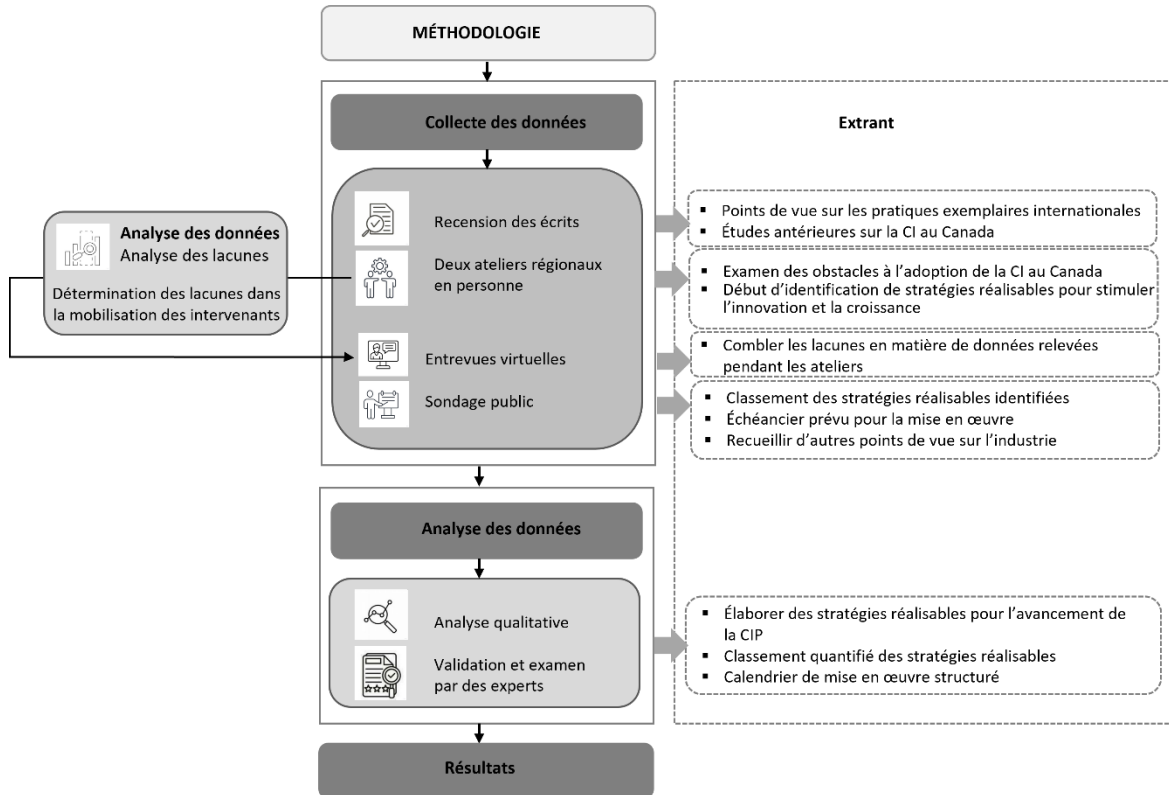 MÉTHODOLOGIE
Collecte des données
Extrant
Recension des écrits
▪ Points de vue sur les pratiques exemplaires internationales
▪ Études antérieures sur la CI au Canada
Analyse des données
Analyse des lacunes
Détermination des lacunes dans
la mobilisation des intervenants
Deux ateliers régionaux
en personne
▪ Examen des obstacles à l’adoption de la CI au Canada
▪ Début d’identification de stratégies réalisables pour stimuler
l’innovation et la croissance
Entrevues virtuelles
▪ Combler les lacunes en matière de données relevées
pendant les ateliers
Sondage public
▪ Classement des stratégies réalisables identifiées
▪ Échéancier prévu pour la mise en œuvre
▪ Recueillir d’autres points de vue sur l’industrie
Analyse des données
Analyse qualitative
Validation et examen
par des experts
▪ Élaborer des stratégies réalisables pour l’avancement de
la CIP
▪ Classement quantifié des stratégies réalisables
▪ Calendrier de mise en œuvre structuré
Résultats